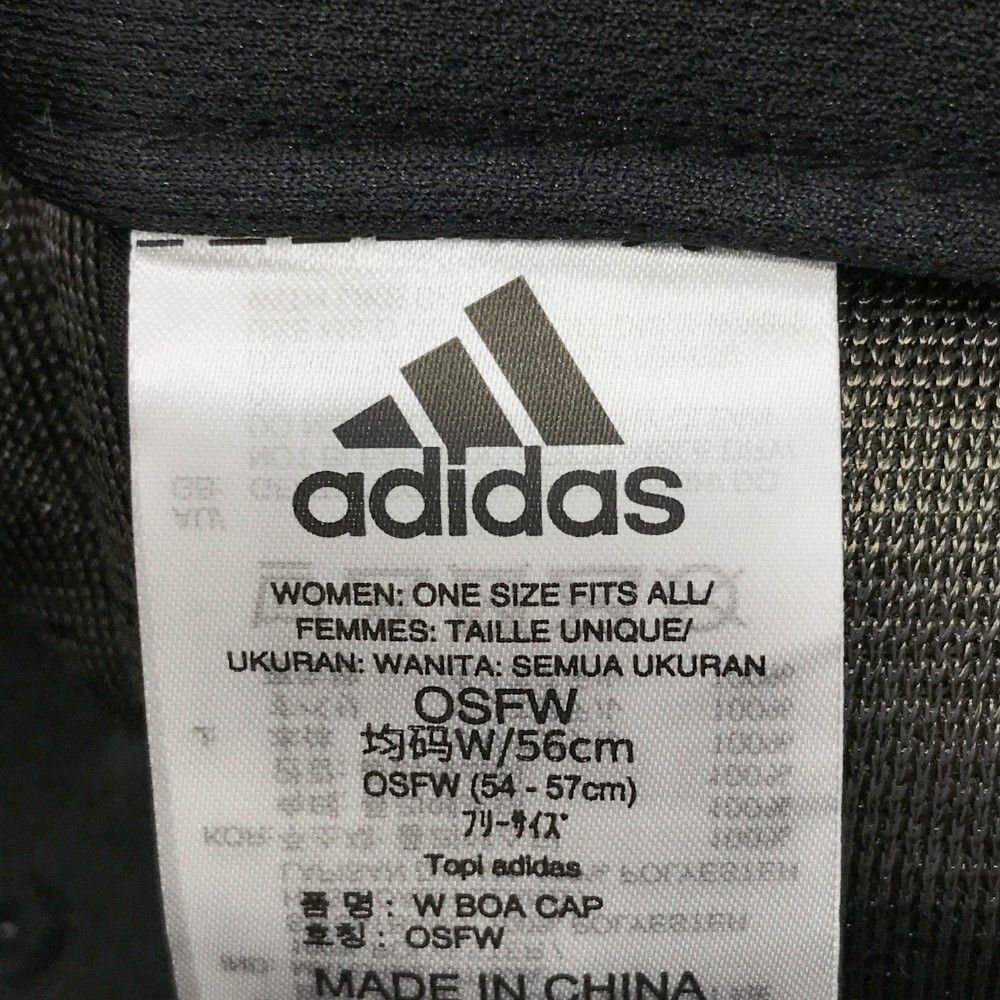 adidas
WOMEN: ONE SIZE FITS ALL/
FEMMES: TAILLE UNIQUE/
UKURAN: WANITA: SEMUA UKURAN
OSFW
均码W/56cm
OSFW (54 - 57cm)
ﾌﾘｰｻｲｽﾞ
Topi adidas
품 명 : W BOA CAP
호칭 : OSFW
MADE IN CHINA